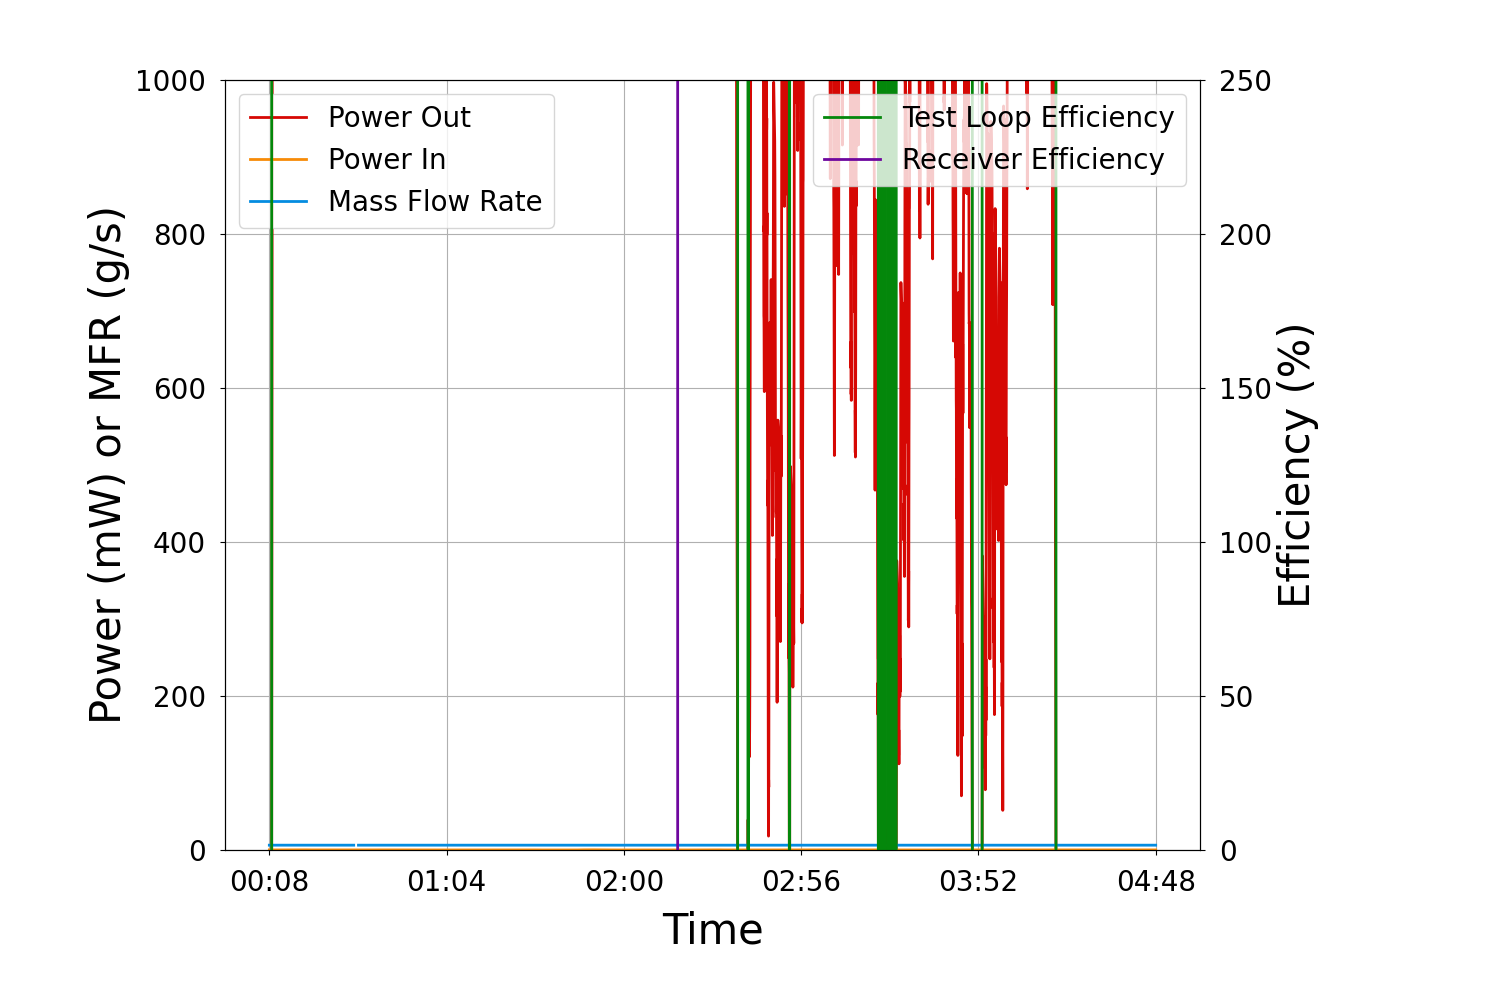 1000
800
600
400
200
0
Power (mW) or MFR (g/s)
Power Out
Power In
Mass Flow Rate
Test Loop Efficiency
Receiver Efficiency
250
200
150
100
50
0
Efficiency (%)
00:08 01:04 02:00 02:56 03:52 04:48
Time